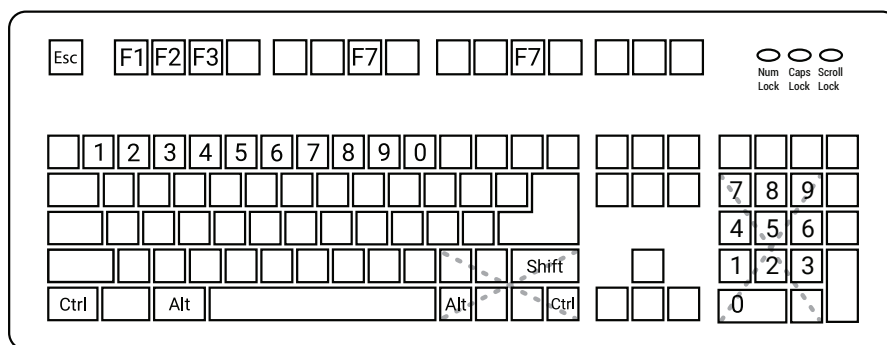 Esc F1 F2 F3 F7 F7
Num Caps Scroll
Lock Lock Lock
1 2 3 4 5 6 7 8 9 0
7 8 9
4 5 6
Shift 1 2 3
Ctrl Alt Alt Ctrl 0